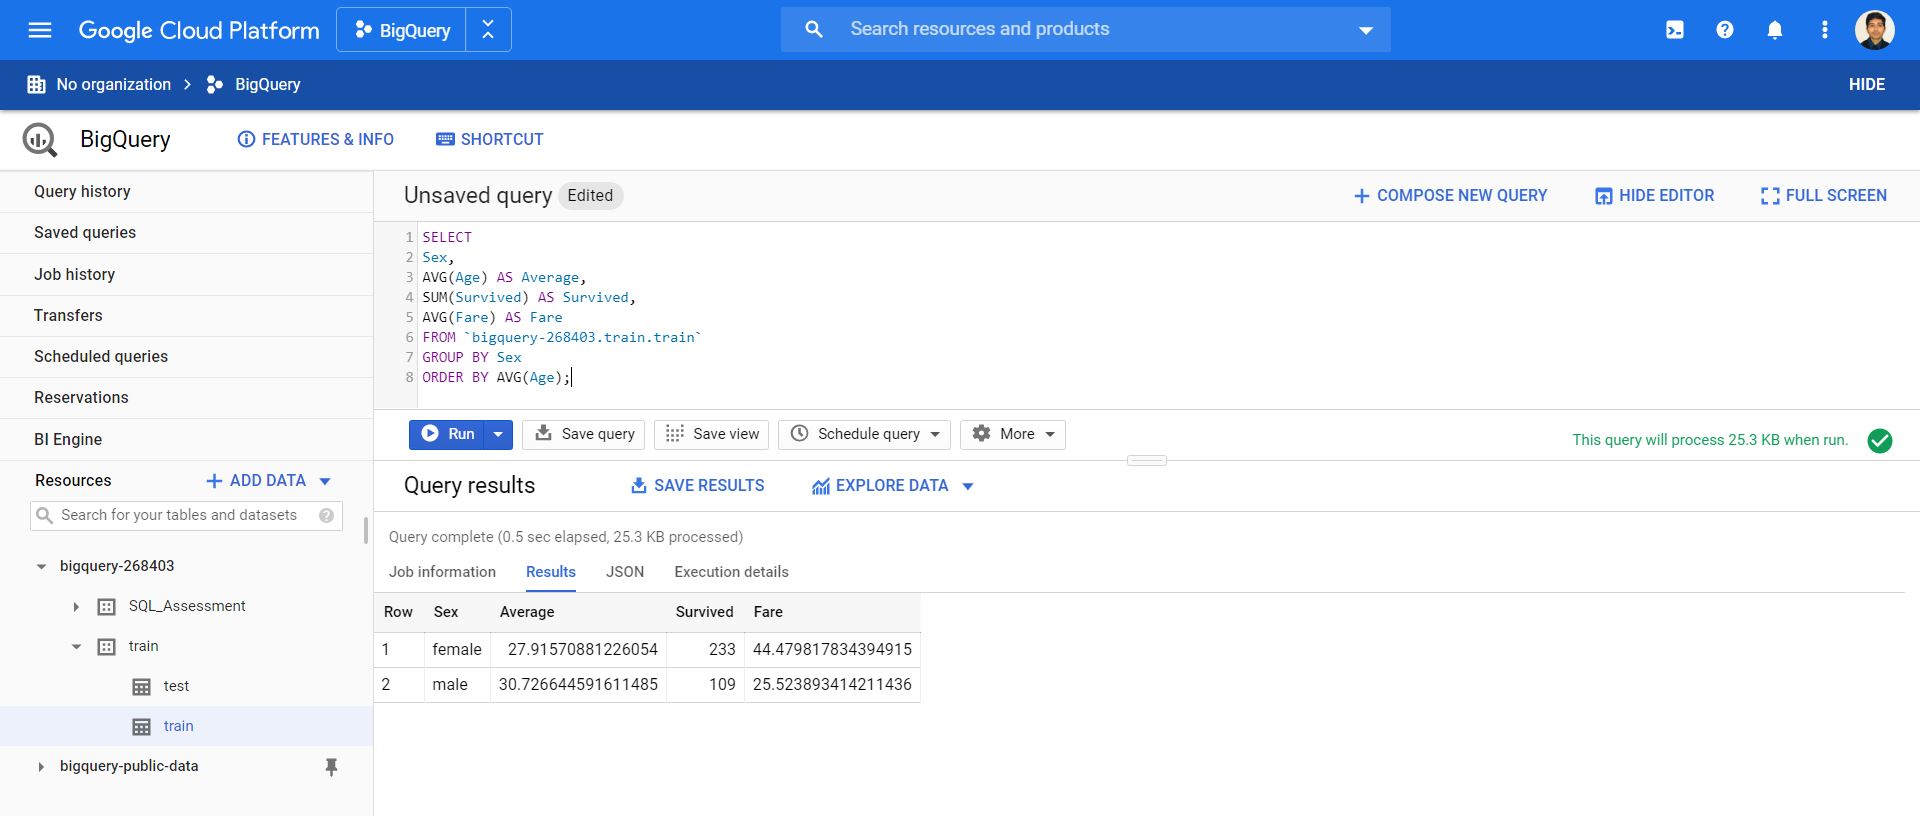 Google Cloud Platform BigQuery Search resources and products
No organization BigQuery HIDE
BigQuery FEATURES & INFO SHORTCUT
Query history
Saved queries
Job history
Transfers
Scheduled queries
Reservations
BI Engine
Resources ADD DATA
Search for your tables and datasets
bigquery-268403
SQL_Assessment
train
test
train
bigquery-public-data
Unsaved query Edited COMPOSE NEW QUERY HIDE EDITOR FULL SCREEN
1 SELECT
2 Sex,
3 AVG(Age) AS Average,
4 SUM(Survived) AS Survived,
5 AVG(Fare) AS Fare
6 FROM `bigquery-268403.train.train`
7 GROUP BY Sex
8 ORDER BY AVG(Age);
Run Save query Save view Schedule query More This query will process 25.3 KB when run.
Query results SAVE RESULTS EXPLORE DATA
Query complete (0.5 sec elapsed, 25.3 KB processed)
Job information Results JSON Execution details
Row Sex Average Survived Fare
1 female 27.91570881226054 233 44.479817834394915
2 male 30.726644591611485 109 25.523893414211436